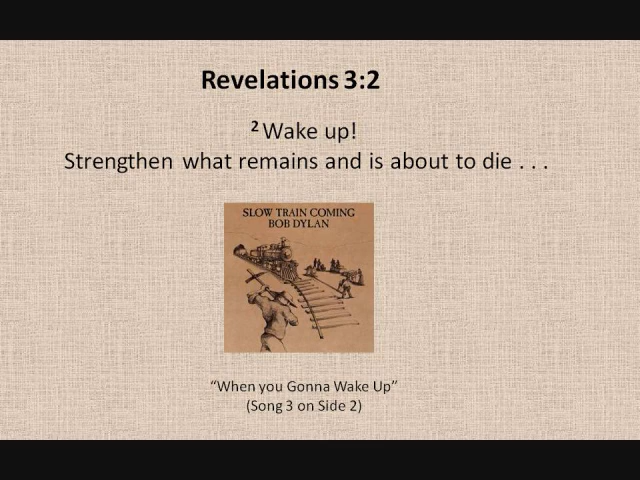 Revelations 3:2
2 Wake up!
Strengthen what remains and is about to die . . .
SLOW TRAIN COMING
BOB DYLAN
“When you Gonna Wake Up”
(Song 3 on Side 2)